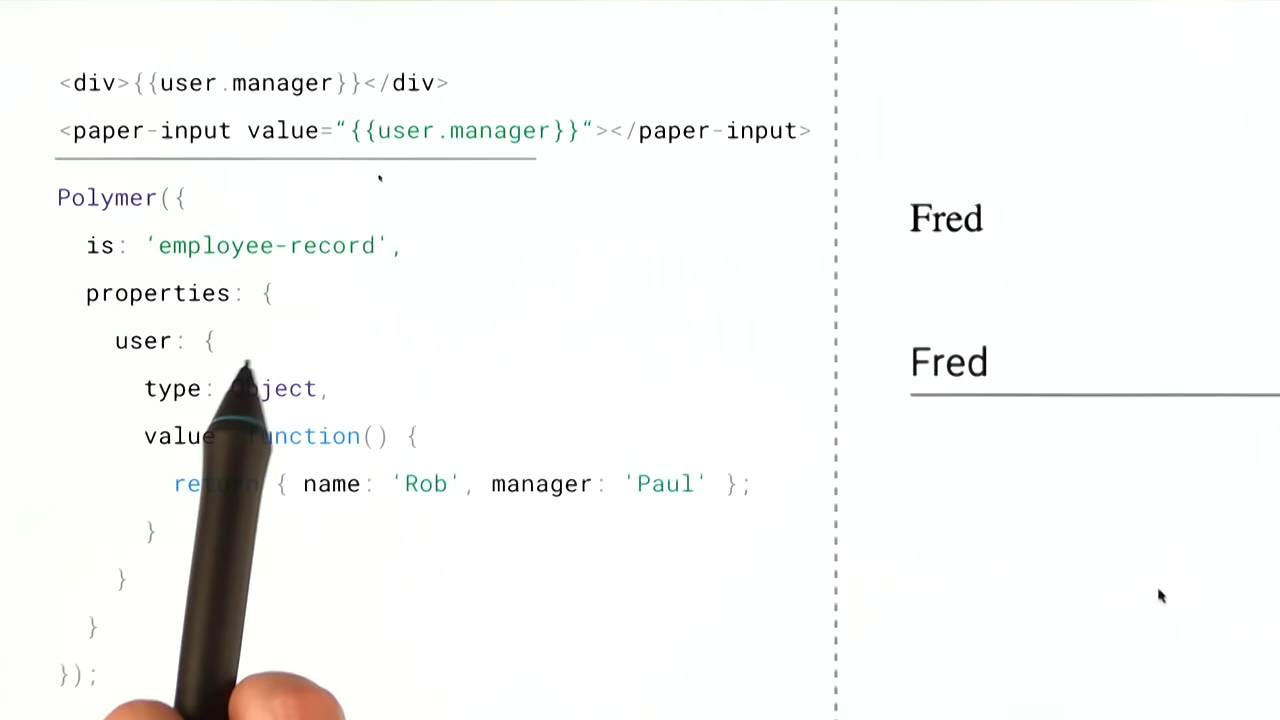 <div>{{user.manager}}</div>
<paper-input value="{{user.manager}}"></paper-input>
Polymer({
is: 'employee-record',
properties: {
user: {
type:
value
{ name: 'Rob', manager: 'Paul' };
}
}
}
});
Fred
Fred